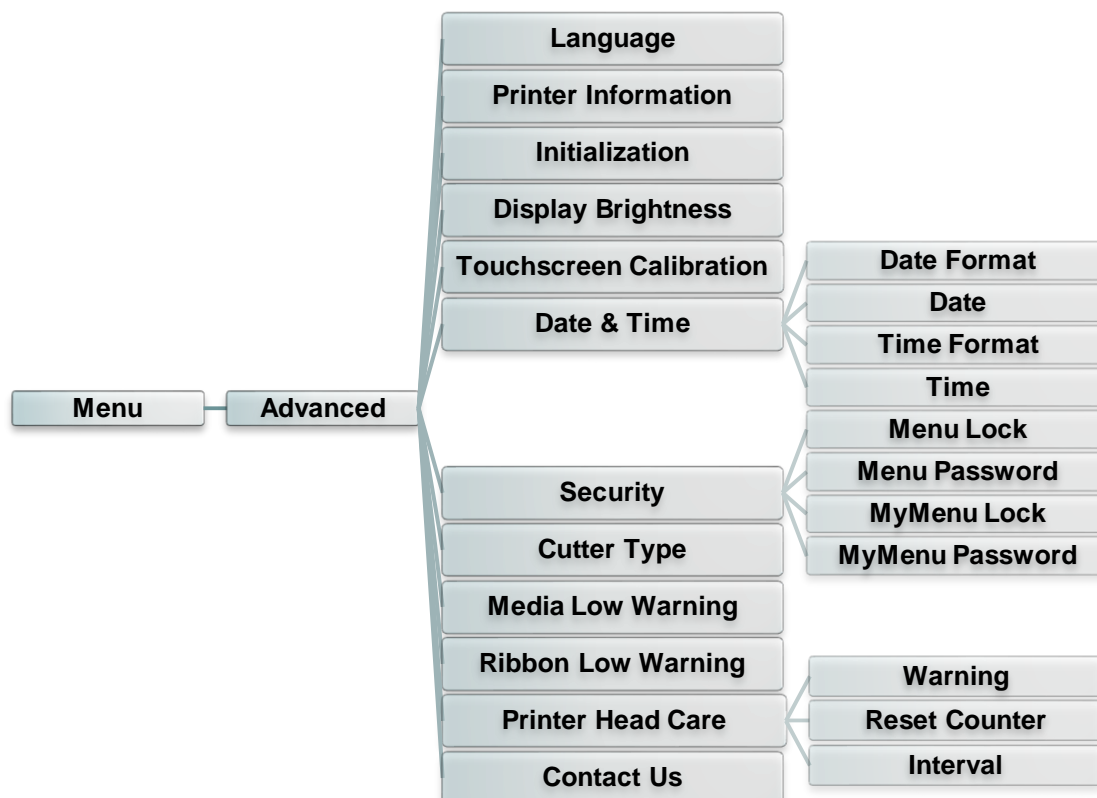 Language
Printer Information
Initialization
Display Brightness
Touchscreen Calibration
Date & Time
Date Format
Date
Time Format
Time
Menu
Advanced
Security
Menu Lock
Menu Password
MyMenu Lock
MyMenu Password
Cutter Type
Media Low Warning
Ribbon Low Warning
Printer Head Care
Warning
Reset Counter
Interval
Contact Us